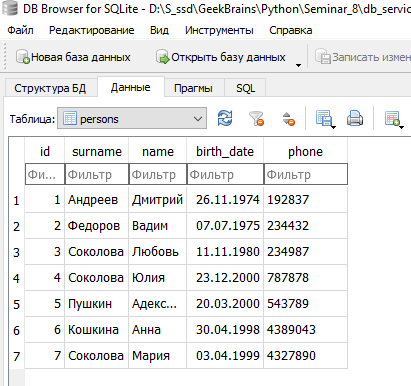 DB Browser for SQLite - D:\S_ssd\GeekBrains\Python\Seminar_8\db_servic
Файл Редактирование Вид Инструменты Справка
Новая база данных Открыть базу данных Записать измен
Структура БД Данные Прагмы SQL
Таблица: persons
id surname name birth_date phone
Фи... Фильтр Фильтр Фильтр Фильтр
1 1 Андреев Дмитрий 26.11.1974 192837
2 2 Федоров Вадим 07.07.1975 234432
3 3 Соколова Любовь 11.11.1980 234987
4 4 Соколова Юлия 23.12.2000 787878
5 5 Пушкин Адекс... 20.03.2000 543789
6 6 Кошкина Анна 30.04.1998 4389043
7 7 Соколова Мария 03.04.1999 4327890